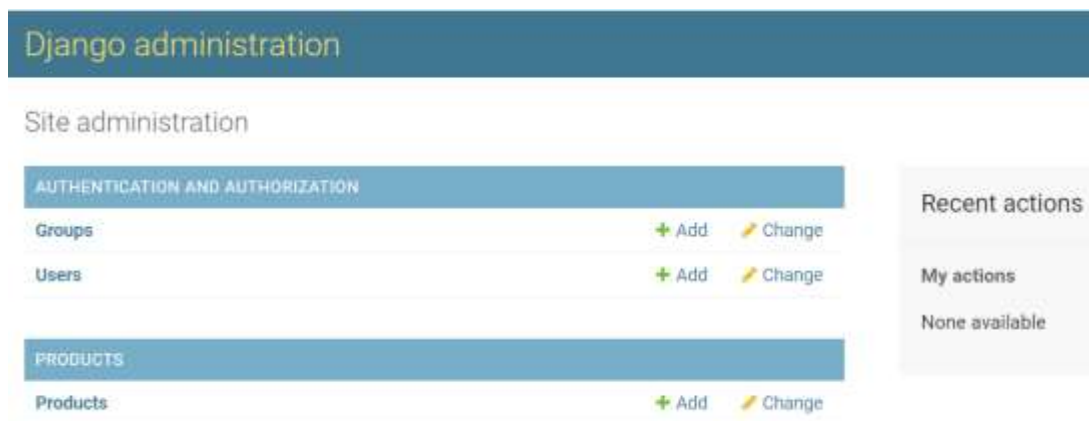 Django administration
Site administration
AUTHENTICATION AND AUTHORIZATION
Groups + Add Change
Users + Add Change
PRODUCTS
Products + Add Change
Recent actions
My actions
None available